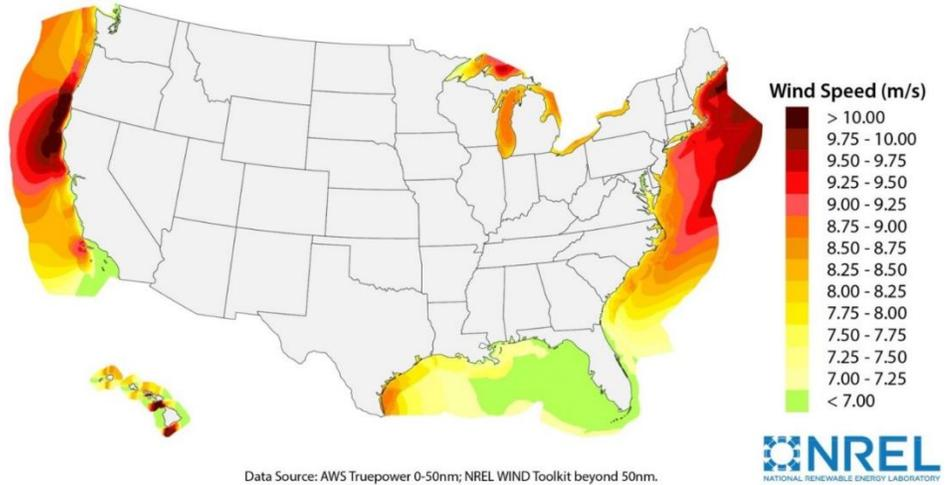 Wind Speed (m/s)
> 10.00
9.75 - 10.00
9.50 - 9.75
9.25 - 9.50
9.00 - 9.25
8.75 - 9.00
8.50 - 8.75
8.25 - 8.50
8.00 - 8.25
7.75 - 8.00
7.50 - 7.75
7.25 - 7.50
7.00 - 7.25
< 7.00
NREL
NATIONAL RENEWABLE ENERGY LABORATORY
Data Source: AWS Truepower 0-50nm; NREL WIND Toolkit beyond 50nm.